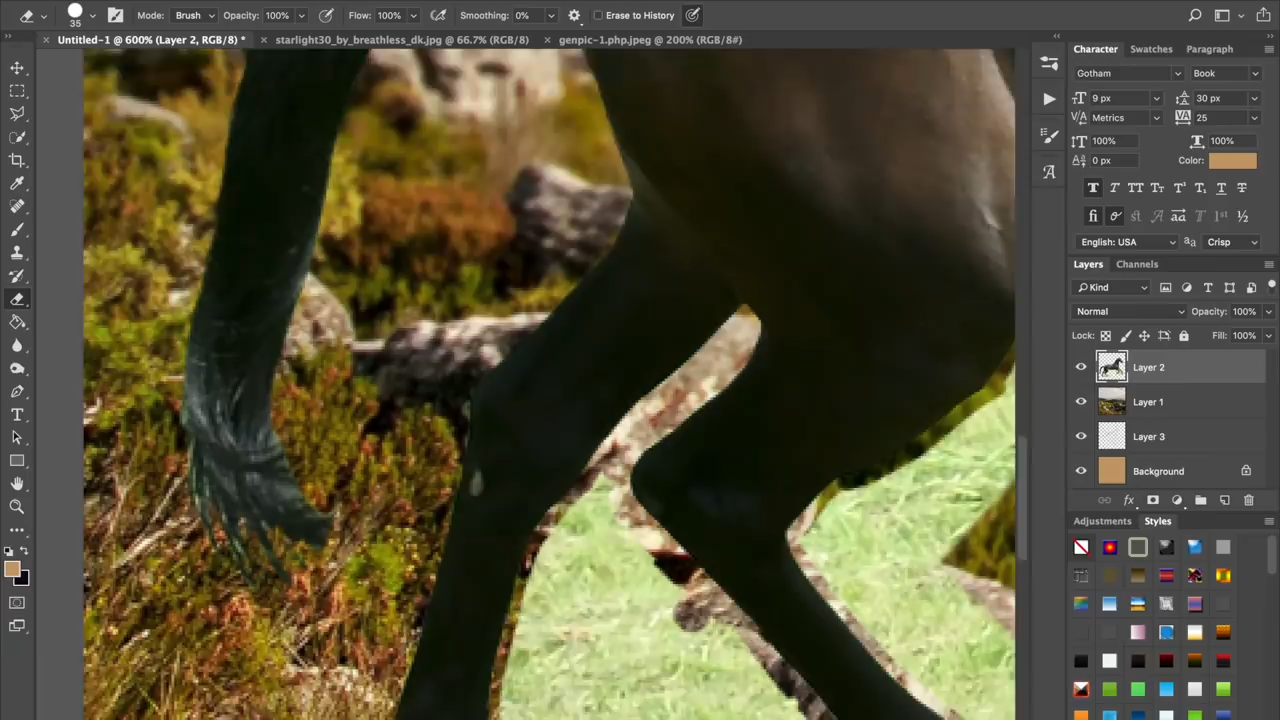 35
Mode: Brush Opacity: 100% Flow: 100% Smoothing: 0% Erase to History
Untitled-1 @ 600% (Layer 2, RGB/8) *
starlight30_by_breathless_dk.jpg @ 66.7% (RGB/8)
genpic-1.php.jpeg @ 200% (RGB/8#)
Character Swatches Paragraph
Gotham Book
9 px 30 px
Metrics 25
100% 100%
0 px Color:
English: USA Crisp
Layers Channels
Kind
Normal Opacity: 100%
Lock: Fill: 100%
Layer 2
Layer 1
Layer 3
Background
fx
Adjustments Styles